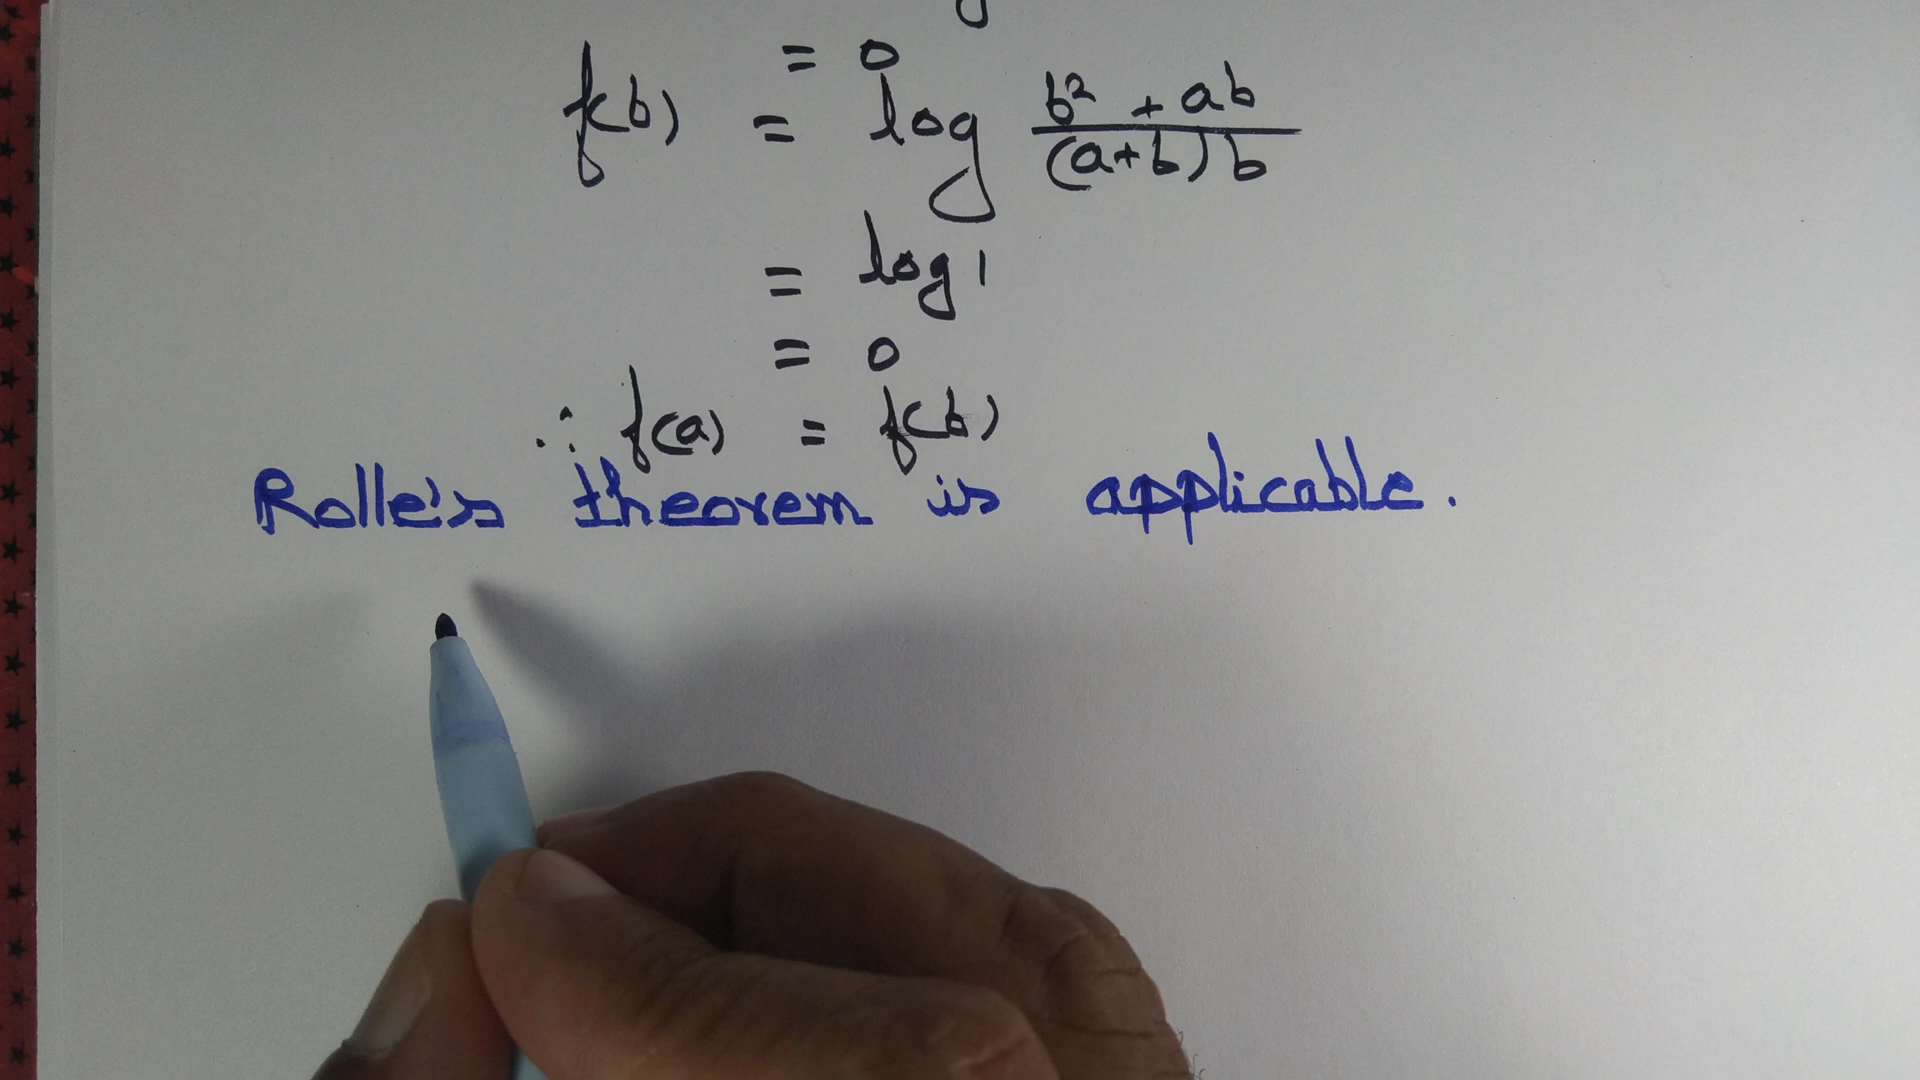 = 0
f(b) = log b² + ab / (a+b) b
= log 1
= 0
∴ f(a) = f(b)
Rolle's theorem is applicable.